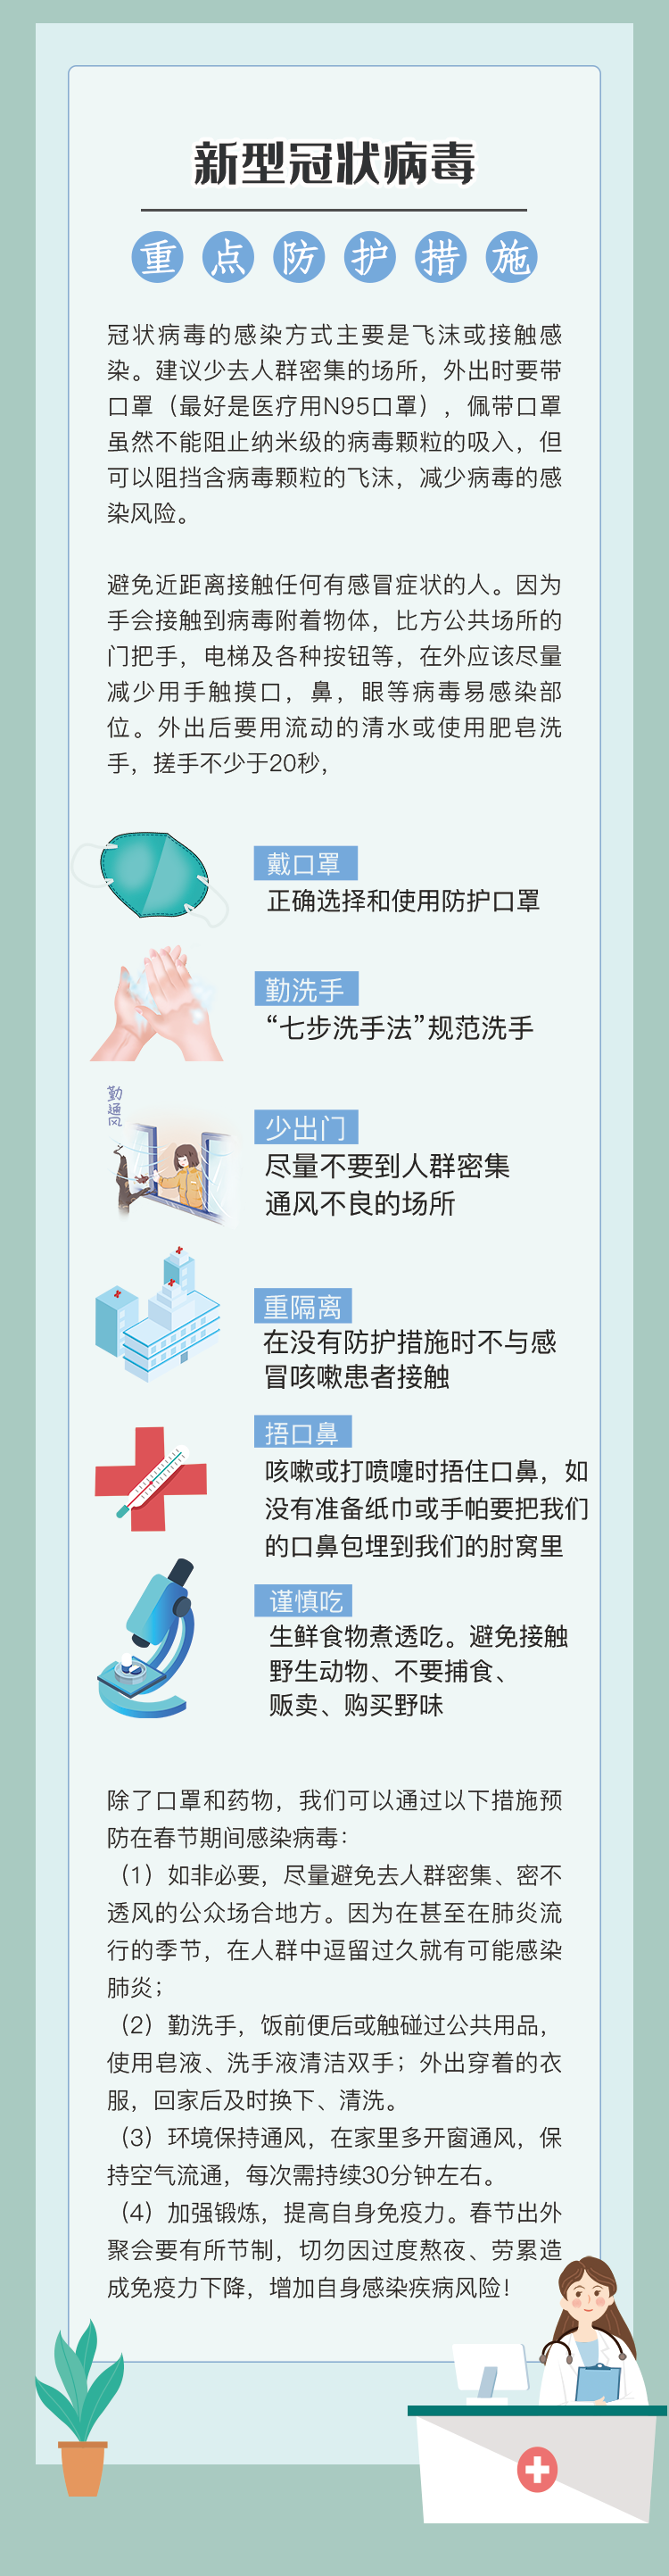 新型冠状病毒
重点防护措施
冠状病毒的感染方式主要是飞沫或接触感
染。建议少去人群密集的场所，外出时要带
口罩（最好是医疗用N95口罩），佩带口罩
虽然不能阻止纳米级的病毒颗粒的吸入，但
可以阻挡含病毒颗粒的飞沫，减少病毒的感
染风险。
避免近距离接触任何有感冒症状的人。因为
手会接触到病毒附着物体，比方公共场所的
门把手，电梯及各种按钮等，在外应该尽量
减少用手触摸口，鼻，眼等病毒易感染部
位。外出后要用流动的清水或使用肥皂洗
手，搓手不少于20秒，
戴口罩
正确选择和使用防护口罩
勤洗手
“七步洗手法”规范洗手
勤通风
少出门
尽量不要到人群密集
通风不良的场所
重隔离
在没有防护措施时不与感
冒咳嗽患者接触
捂口鼻
咳嗽或打喷嚏时捂住口鼻，如
没有准备纸巾或手帕要把我们
的口鼻包埋到我们的肘窝里
谨慎吃
生鲜食物煮透吃。避免接触
野生动物、不要捕食、
贩卖、购买野味
除了口罩和药物，我们可以通过以下措施预
防在春节期间感染病毒：
（1）如非必要，尽量避免去人群密集、密不
透风的公众场合地方。因为在甚至在肺炎流
行的季节，在人群中逗留过久就有可能感染
肺炎；
（2）勤洗手，饭前便后或触碰过公共用品，
使用皂液、洗手液清洁双手；外出穿着的衣
服，回家后及时换下、清洗。
（3）环境保持通风，在家里多开窗通风，保
持空气流通，每次需持续30分钟左右。
（4）加强锻炼，提高自身免疫力。春节出外
聚会要有所节制，切勿因过度熬夜、劳累造
成免疫力下降，增加自身感染疾病风险！